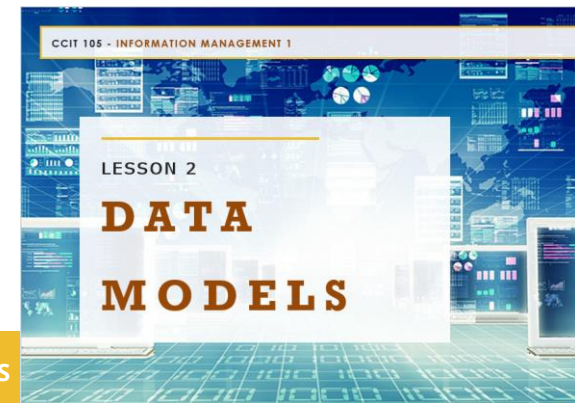 CCIT 105 - INFORMATION MANAGEMENT 1
LESSON 2
DATA
MODELS
S